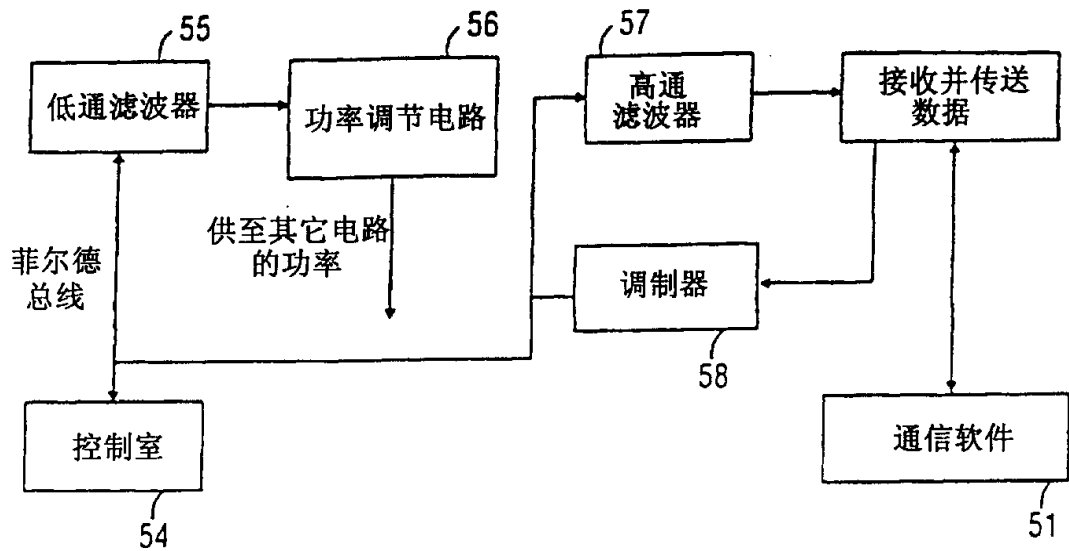 55
低通滤波器
56
功率调节电路
57
高通
滤波器
接收并传送
数据
供至其它电路
的功率
菲尔德
总线
调制器
58
控制室
54
通信软件
51